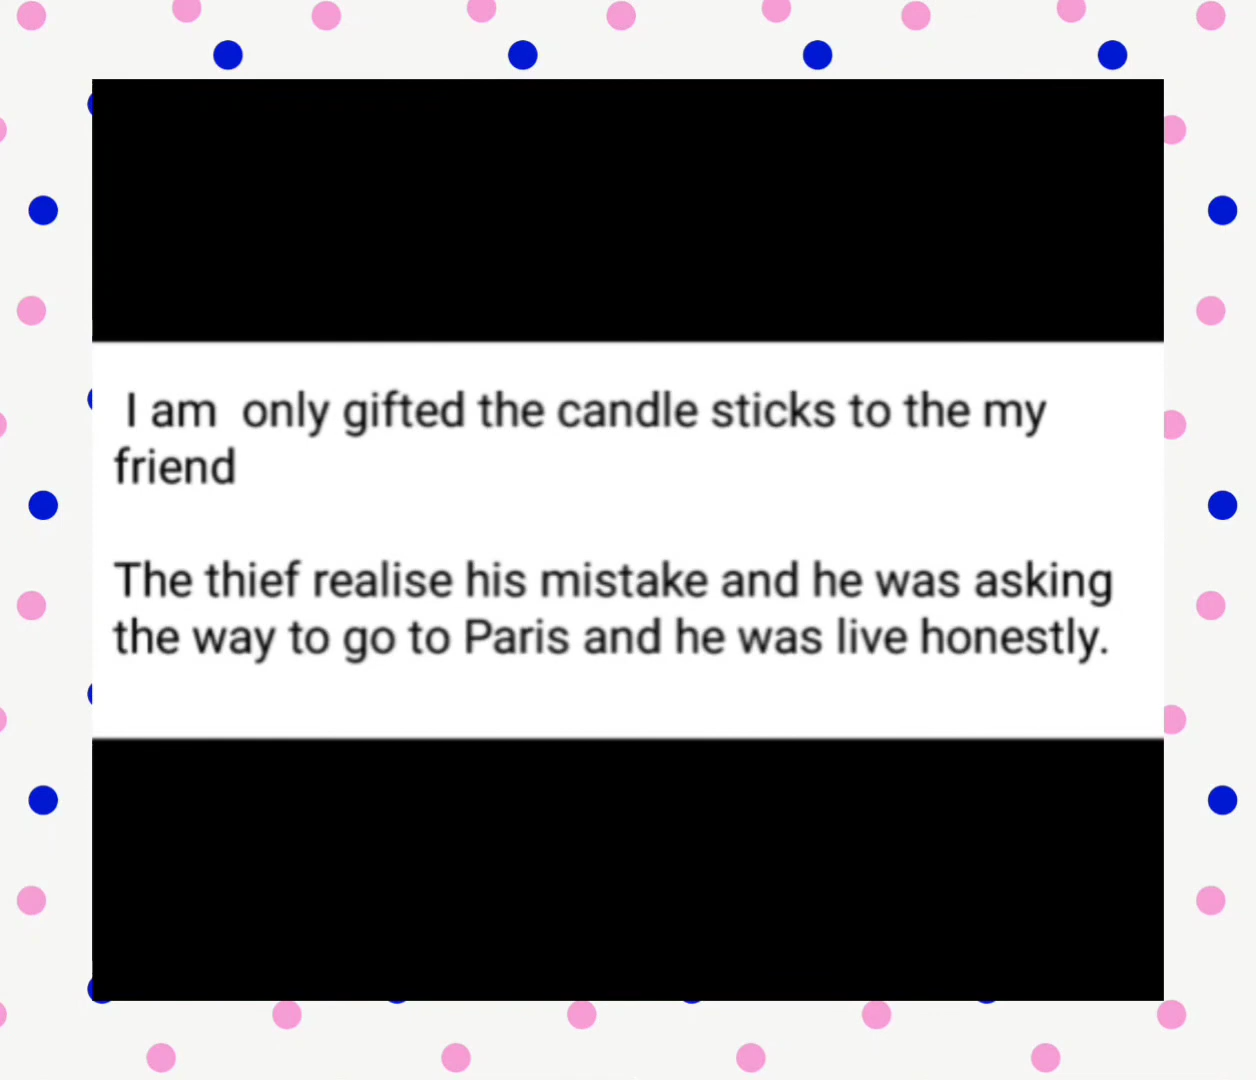 I am  only gifted the candle sticks to the my
friend
The thief realise his mistake and he was asking
the way to go to Paris and he was live honestly.